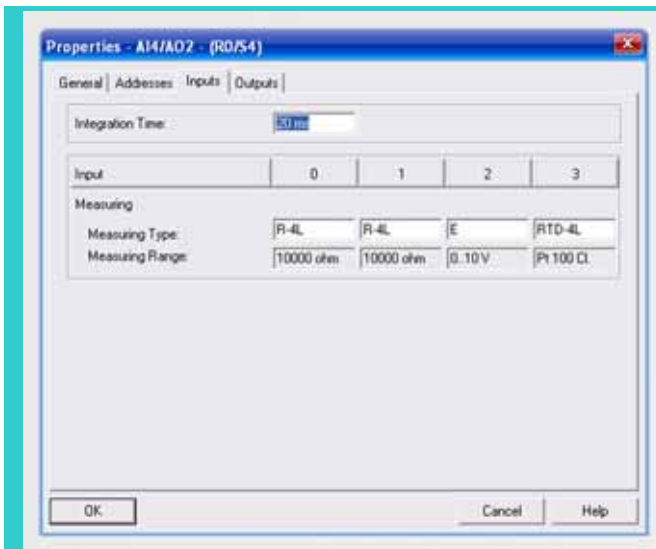 Properties - AI4/AO2 - (R0/S4)
General Addresses Inputs Outputs
Integration Time: 20 ms
Input 0 1 2 3
Measuring
Measuring Type: R-4L R-4L E RTD-4L
Measuring Range: 10000 ohm 10000 ohm 0..10 V Pt 100 Cl.
OK Cancel Help